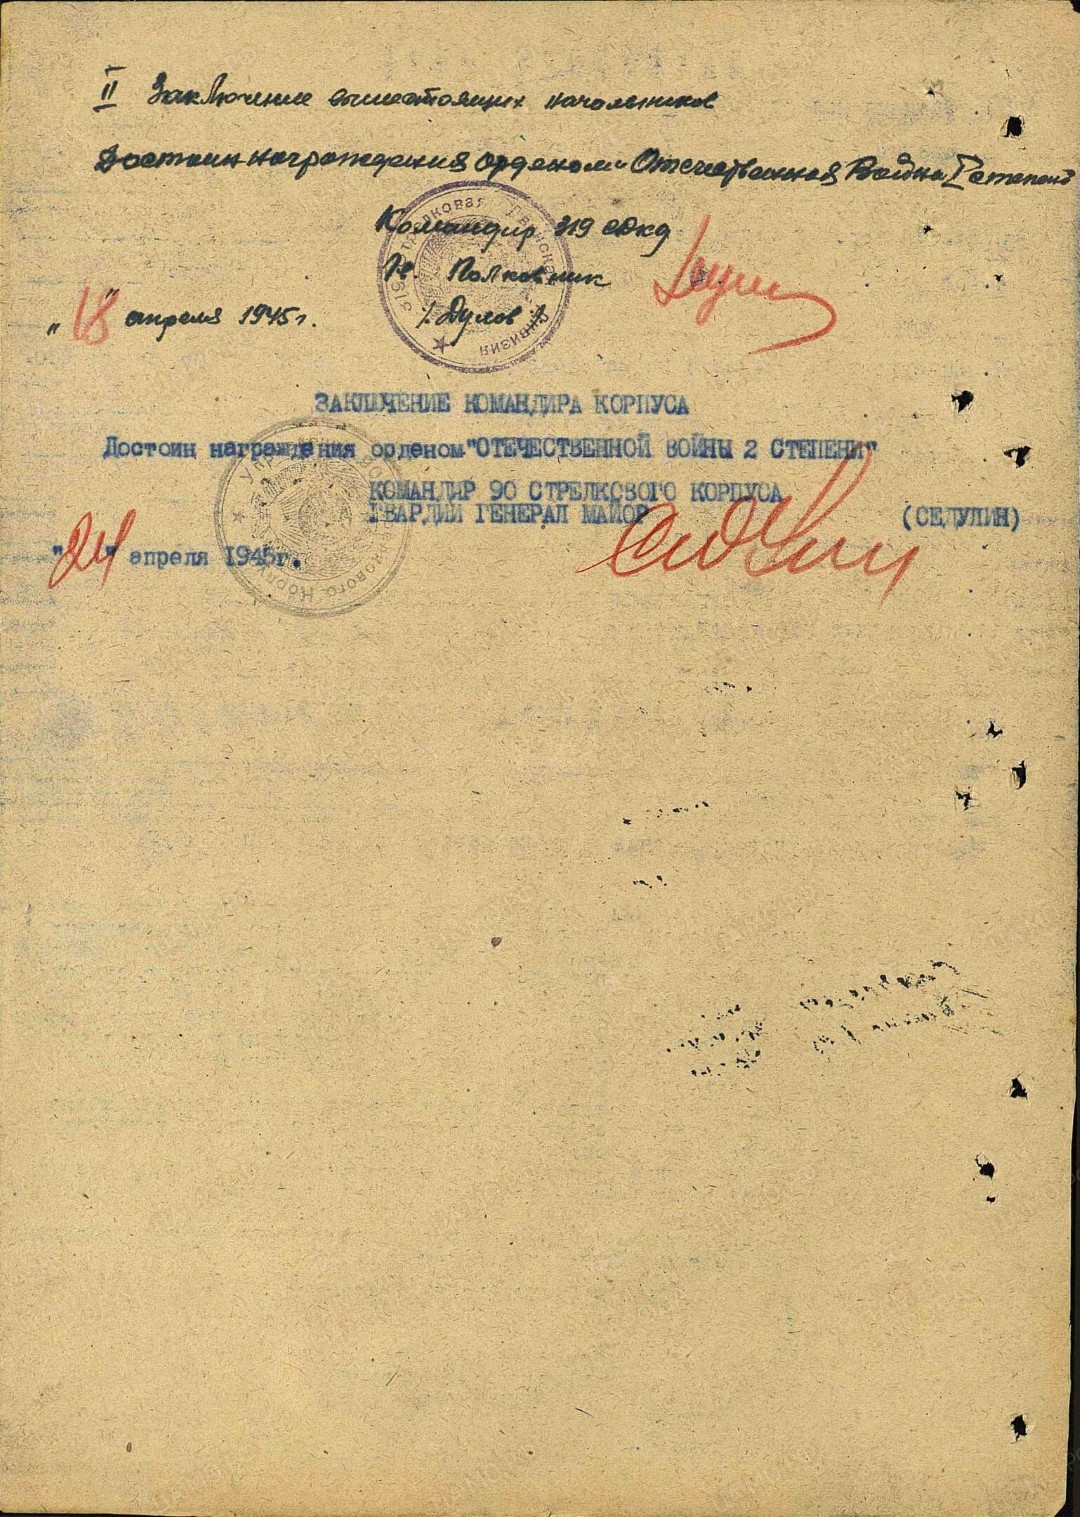 II Заключение вышестоящих начальников
Достоин награждения орденом "Отечественная Война I степени"
Командир 319 сдкд
Гв. Полковник
/ Дулов /
"18" апреля 1945 г.
ЗАКЛЮЧЕНИЕ КОМАНДИРА КОРПУСА
Достоин награждения орденом "ОТЕЧЕСТВЕННОЙ ВОЙНЫ 2 СТЕПЕНИ"
КОМАНДИР 90 СТРЕЛКОВОГО КОРПУСА
ГВАРДИИ ГЕНЕРАЛ МАЙОР
(СЕДУЛИН)
"24" апреля 1945г.